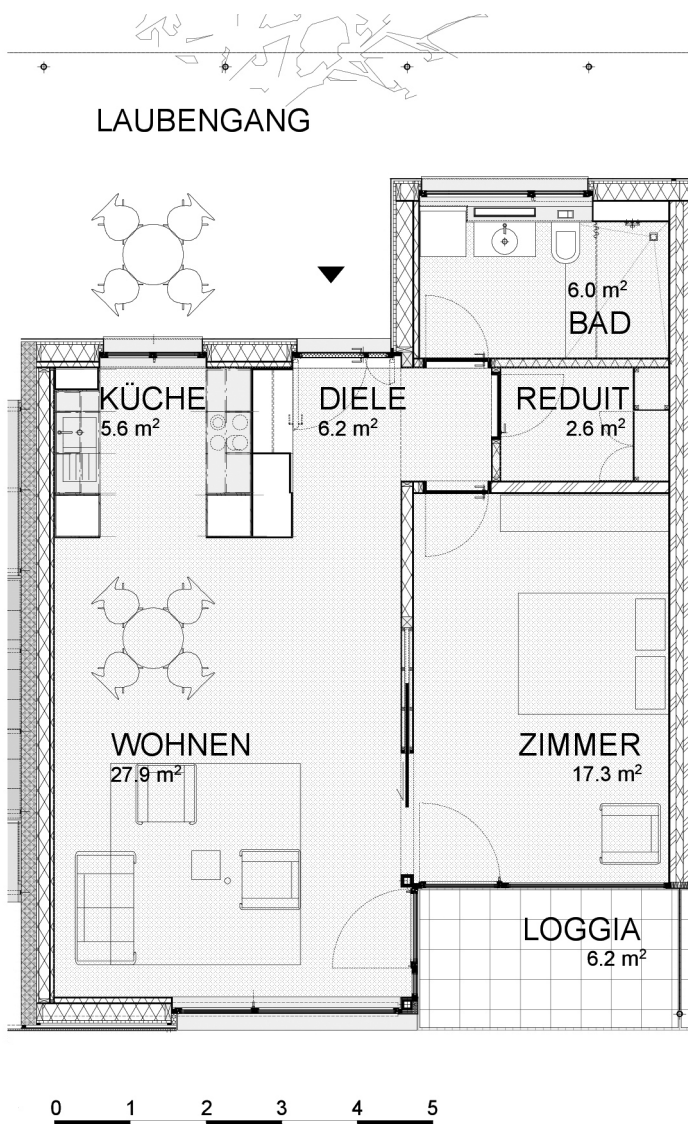 LAUBENGANG
6.0 m²
BAD
KÜCHE
5.6 m²
DIELE
6.2 m²
REDUIT
2.6 m²
WOHNEN
27.9 m²
ZIMMER
17.3 m²
LOGGIA
6.2 m²
0 1 2 3 4 5